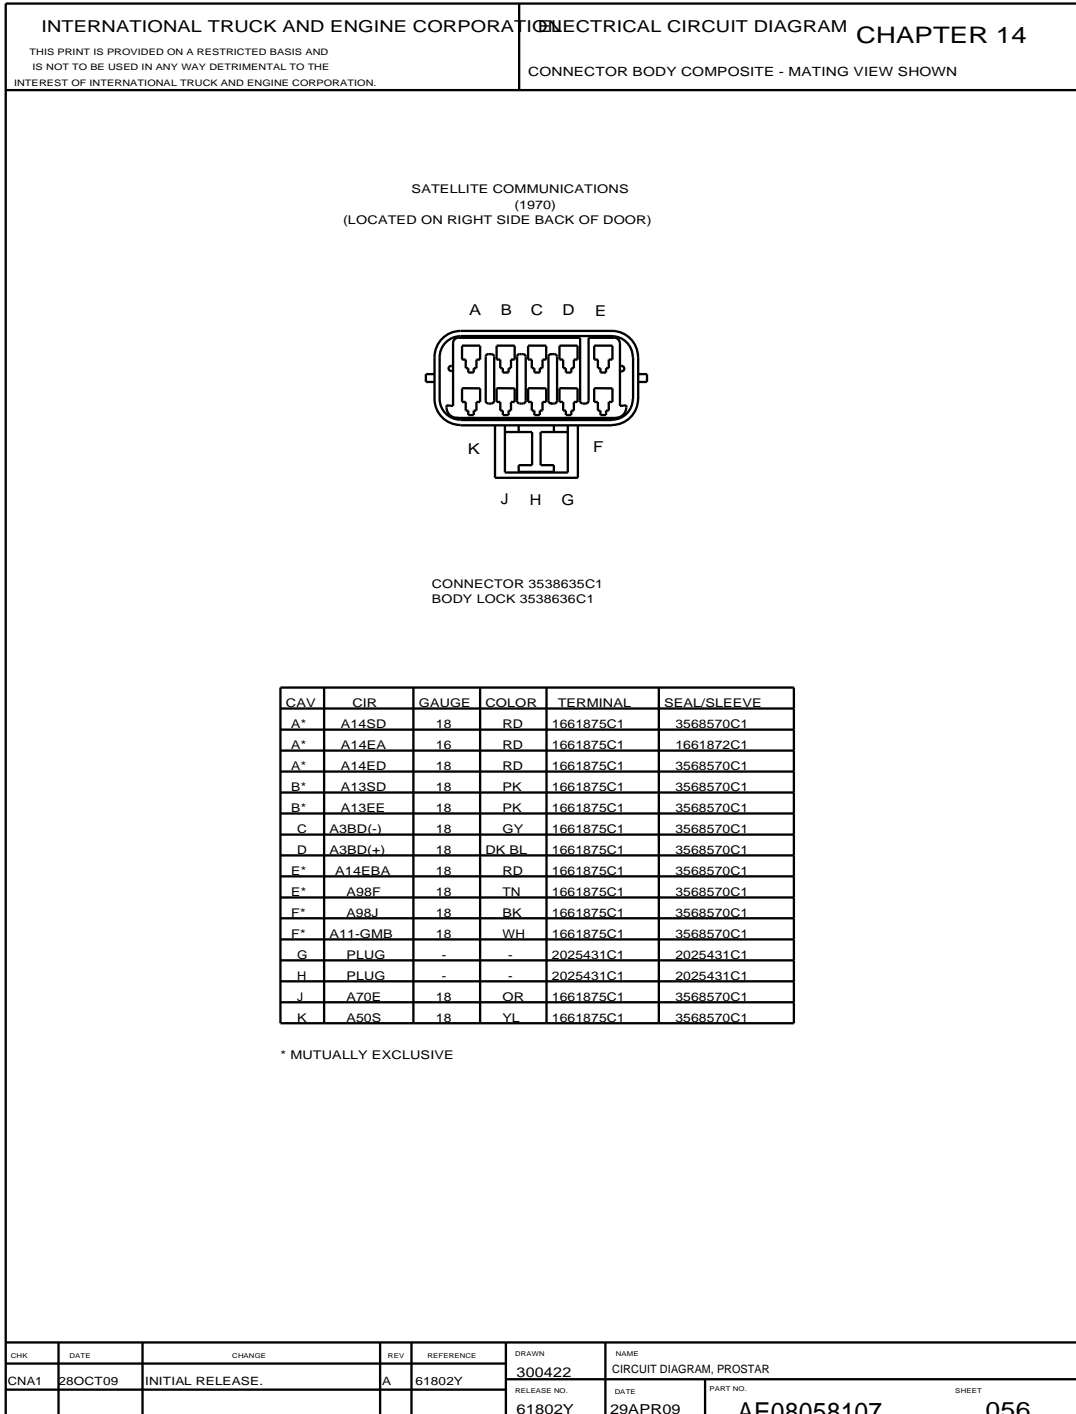 INTERNATIONAL TRUCK AND ENGINE CORPORATION
THIS PRINT IS PROVIDED ON A RESTRICTED BASIS AND
IS NOT TO BE USED IN ANY WAY DETRIMENTAL TO THE
INTEREST OF INTERNATIONAL TRUCK AND ENGINE CORPORATION.
ELECTRICAL CIRCUIT DIAGRAM CHAPTER 14
CONNECTOR BODY COMPOSITE - MATING VIEW SHOWN
SATELLITE COMMUNICATIONS
(1970)
(LOCATED ON RIGHT SIDE BACK OF DOOR)
A B C D E
K F
J H G
CONNECTOR 3538635C1
BODY LOCK 3538636C1
CAV CIR GAUGE COLOR TERMINAL SEAL/SLEEVE
A* A14SD 18 RD 1661875C1 3568570C1
A* A14EA 16 RD 1661875C1 1661872C1
A* A14ED 18 RD 1661875C1 3568570C1
B* A13SD 18 PK 1661875C1 3568570C1
B* A13EE 18 PK 1661875C1 3568570C1
C A3BD(-) 18 GY 1661875C1 3568570C1
D A3BD(+) 18 DK BL 1661875C1 3568570C1
E* A14EBA 18 RD 1661875C1 3568570C1
E* A98F 18 TN 1661875C1 3568570C1
F* A98J 18 BK 1661875C1 3568570C1
F* A11-GMB 18 WH 1661875C1 3568570C1
G PLUG - - 2025431C1 2025431C1
H PLUG - - 2025431C1 2025431C1
J A70E 18 OR 1661875C1 3568570C1
K A50S 18 YL 1661875C1 3568570C1
* MUTUALLY EXCLUSIVE
CHK DATE CHANGE REV REFERENCE
CNA1 28OCT09 INITIAL RELEASE. A 61802Y
DRAWN NAME
300422 CIRCUIT DIAGRAM, PROSTAR
RELEASE NO. DATE PART NO. SHEET
61802Y 29APR09 AE08058107 056